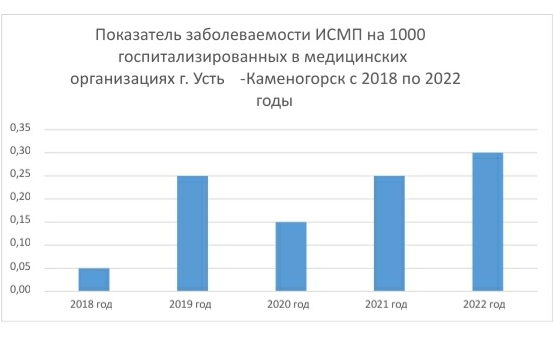 Показатель заболеваемости ИСМП на 1000
госпитализированных в медицинских
организациях г. Усть -Каменогорск с 2018 по 2022
годы
0,35
0,30
0,25
0,20
0,15
0,10
0,05
0,00
2018 год
2019 год
2020 год
2021 год
2022 год